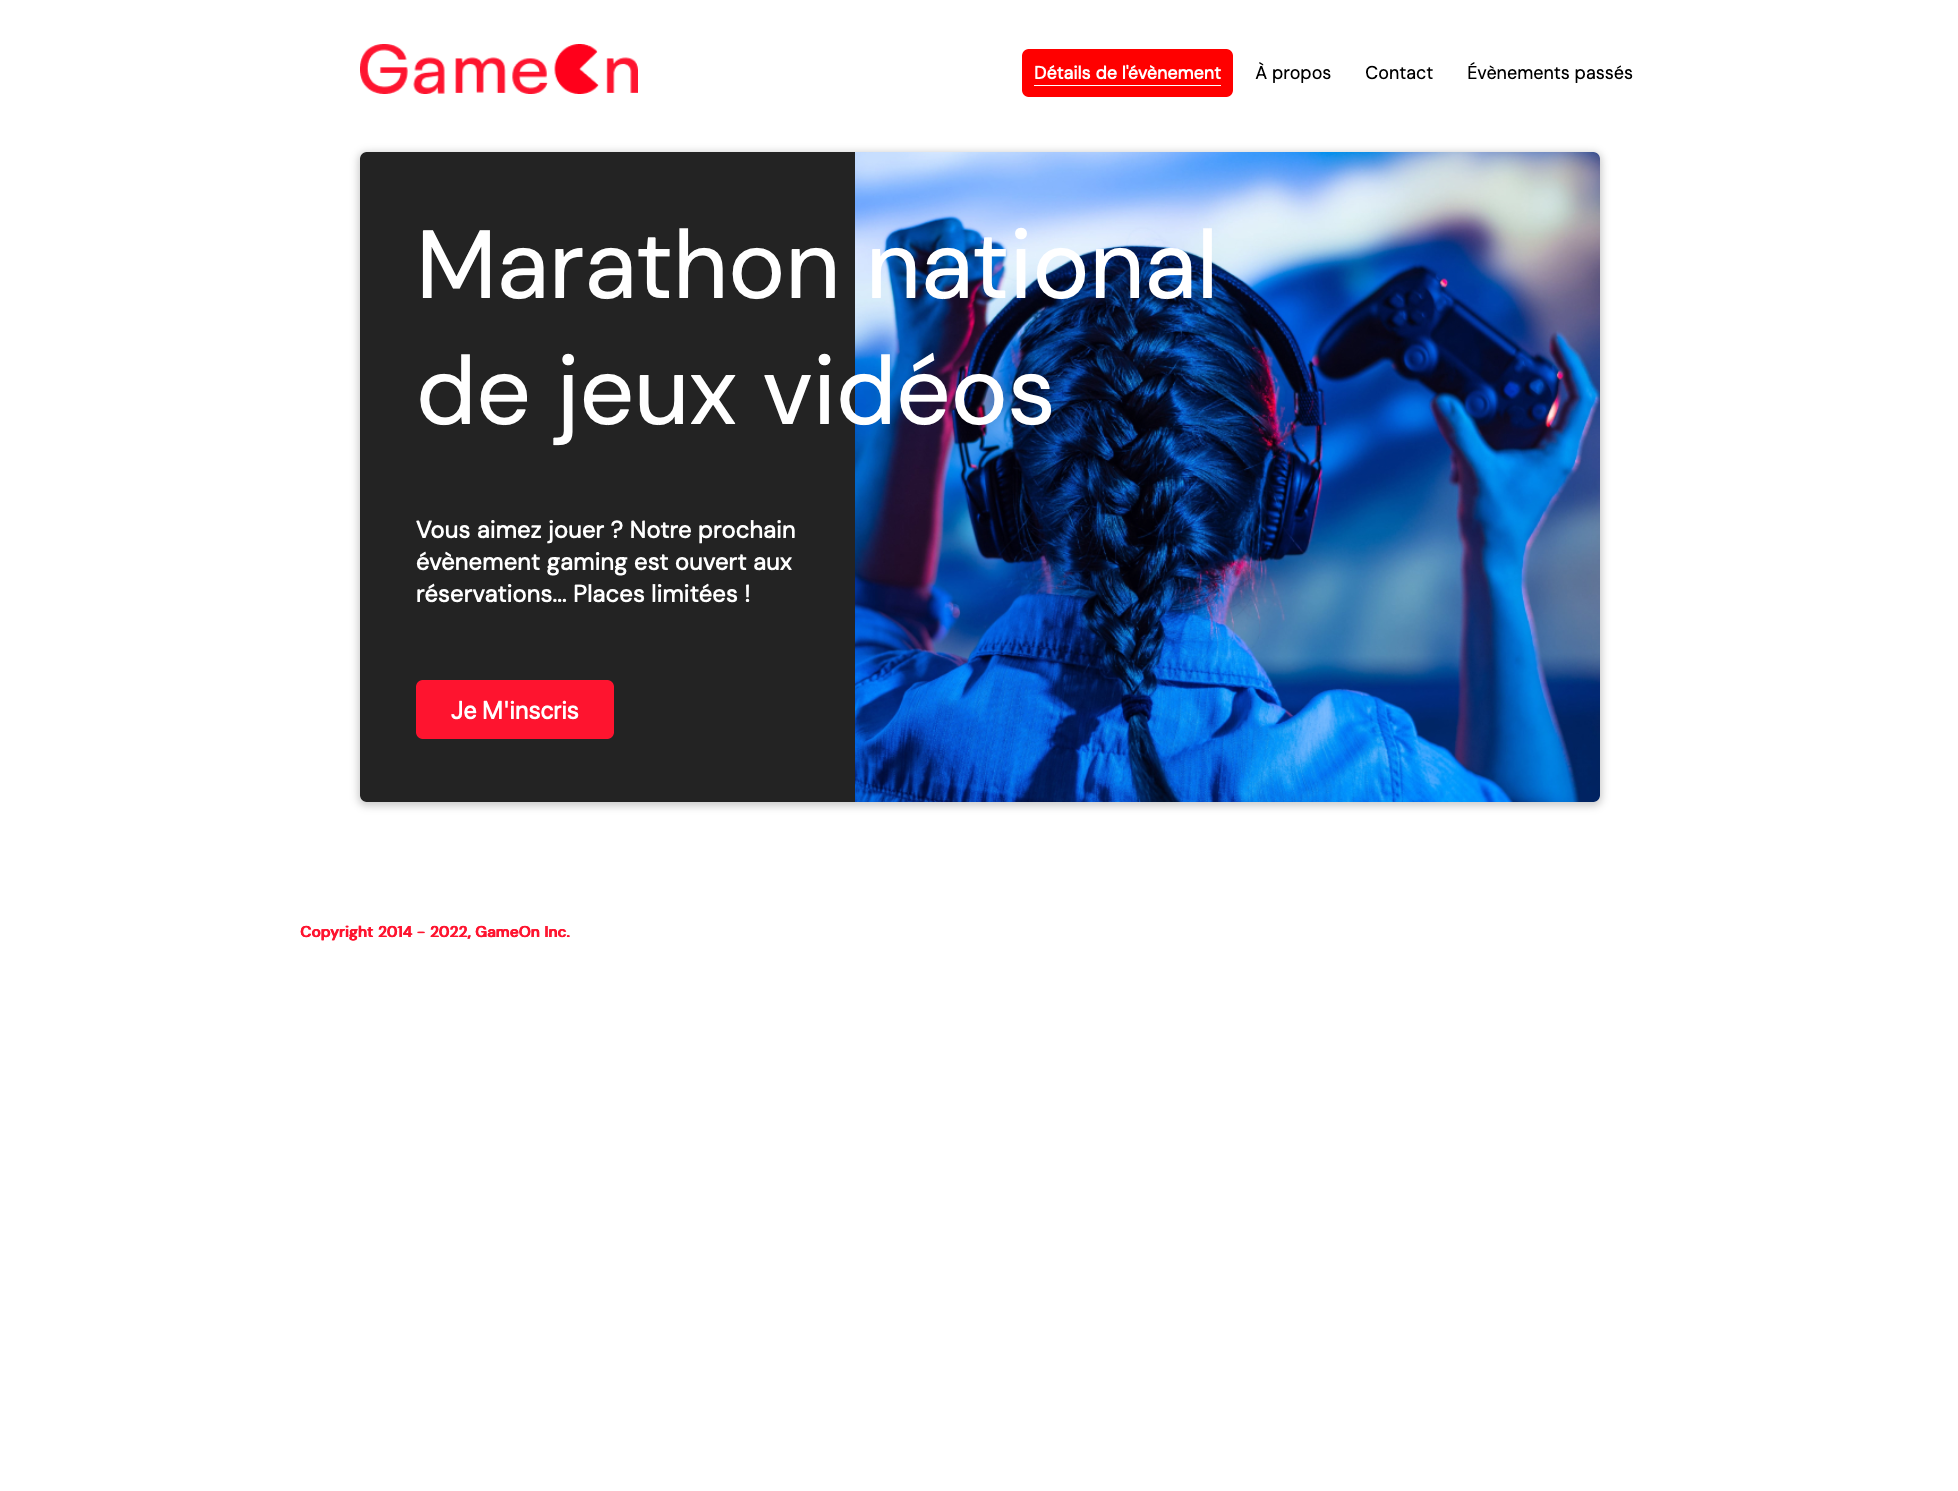 GameOn
Détails de l'évènement
À propos
Contact
Évènements passés
Marathon national
de jeux vidéos
Vous aimez jouer ? Notre prochain
évènement gaming est ouvert aux
réservations... Places limitées !
Je M'inscris
Copyright 2014 - 2022, GameOn Inc.